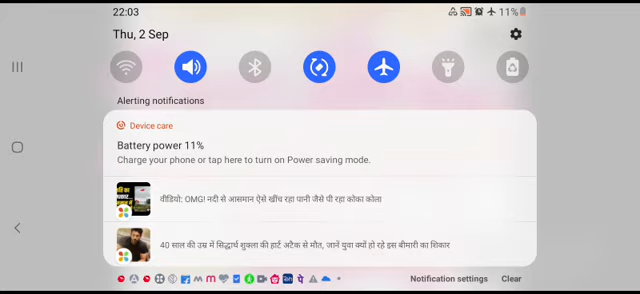 22:03
11%
Thu, 2 Sep
Alerting notifications
Device care
Battery power 11%
Charge your phone or tap here to turn on Power saving mode.
वीडियो: OMG! नदी से आसमान ऐसे खींच रहा पानी जैसे पी रहा कोका कोला
40 साल की उम्र में सिद्धार्थ शुक्ला की हार्ट अटैक से मौत, जानें युवा क्यों हो रहे इस बीमारी का शिकार
Notification settings
Clear